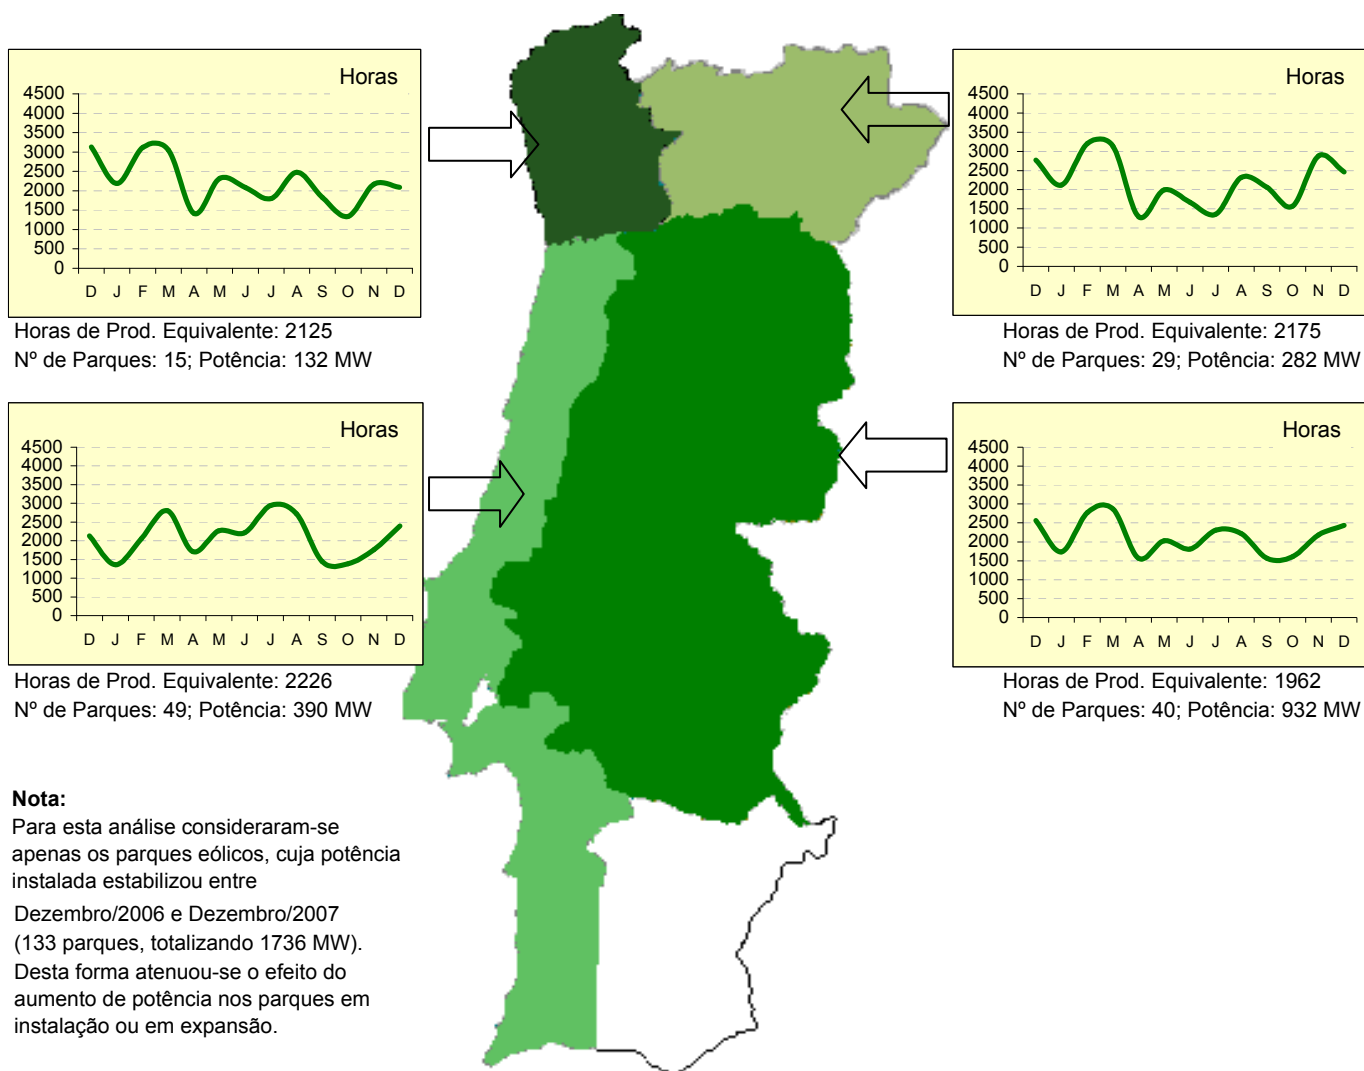 Horas
4500
4000
3500
3000
2500
2000
1500
1000
500
0
D J F M A M J J A S O N D
Horas de Prod. Equivalente: 2125
Nº de Parques: 15; Potência: 132 MW
Horas
4500
4000
3500
3000
2500
2000
1500
1000
500
0
D J F M A M J J A S O N D
Horas de Prod. Equivalente: 2175
Nº de Parques: 29; Potência: 282 MW
Horas
4500
4000
3500
3000
2500
2000
1500
1000
500
0
D J F M A M J J A S O N D
Horas de Prod. Equivalente: 2226
Nº de Parques: 49; Potência: 390 MW
Horas
4500
4000
3500
3000
2500
2000
1500
1000
500
0
D J F M A M J J A S O N D
Horas de Prod. Equivalente: 1962
Nº de Parques: 40; Potência: 932 MW
Nota:
Para esta análise consideraram-se
apenas os parques eólicos, cuja potência
instalada estabilizou entre
Dezembro/2006 e Dezembro/2007
(133 parques, totalizando 1736 MW).
Desta forma atenuou-se o efeito do
aumento de potência nos parques em
instalação ou em expansão.